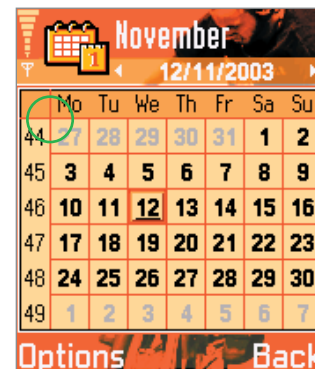 November
1
12/11/2003
Mo Tu We Th Fr Sa Su
44 27 28 29 30 31 1 2
45 3 4 5 6 7 8 9
46 10 11 12 13 14 15 16
47 17 18 19 20 21 22 23
48 24 25 26 27 28 29 30
49 1 2 3 4 5 6 7
Options Back